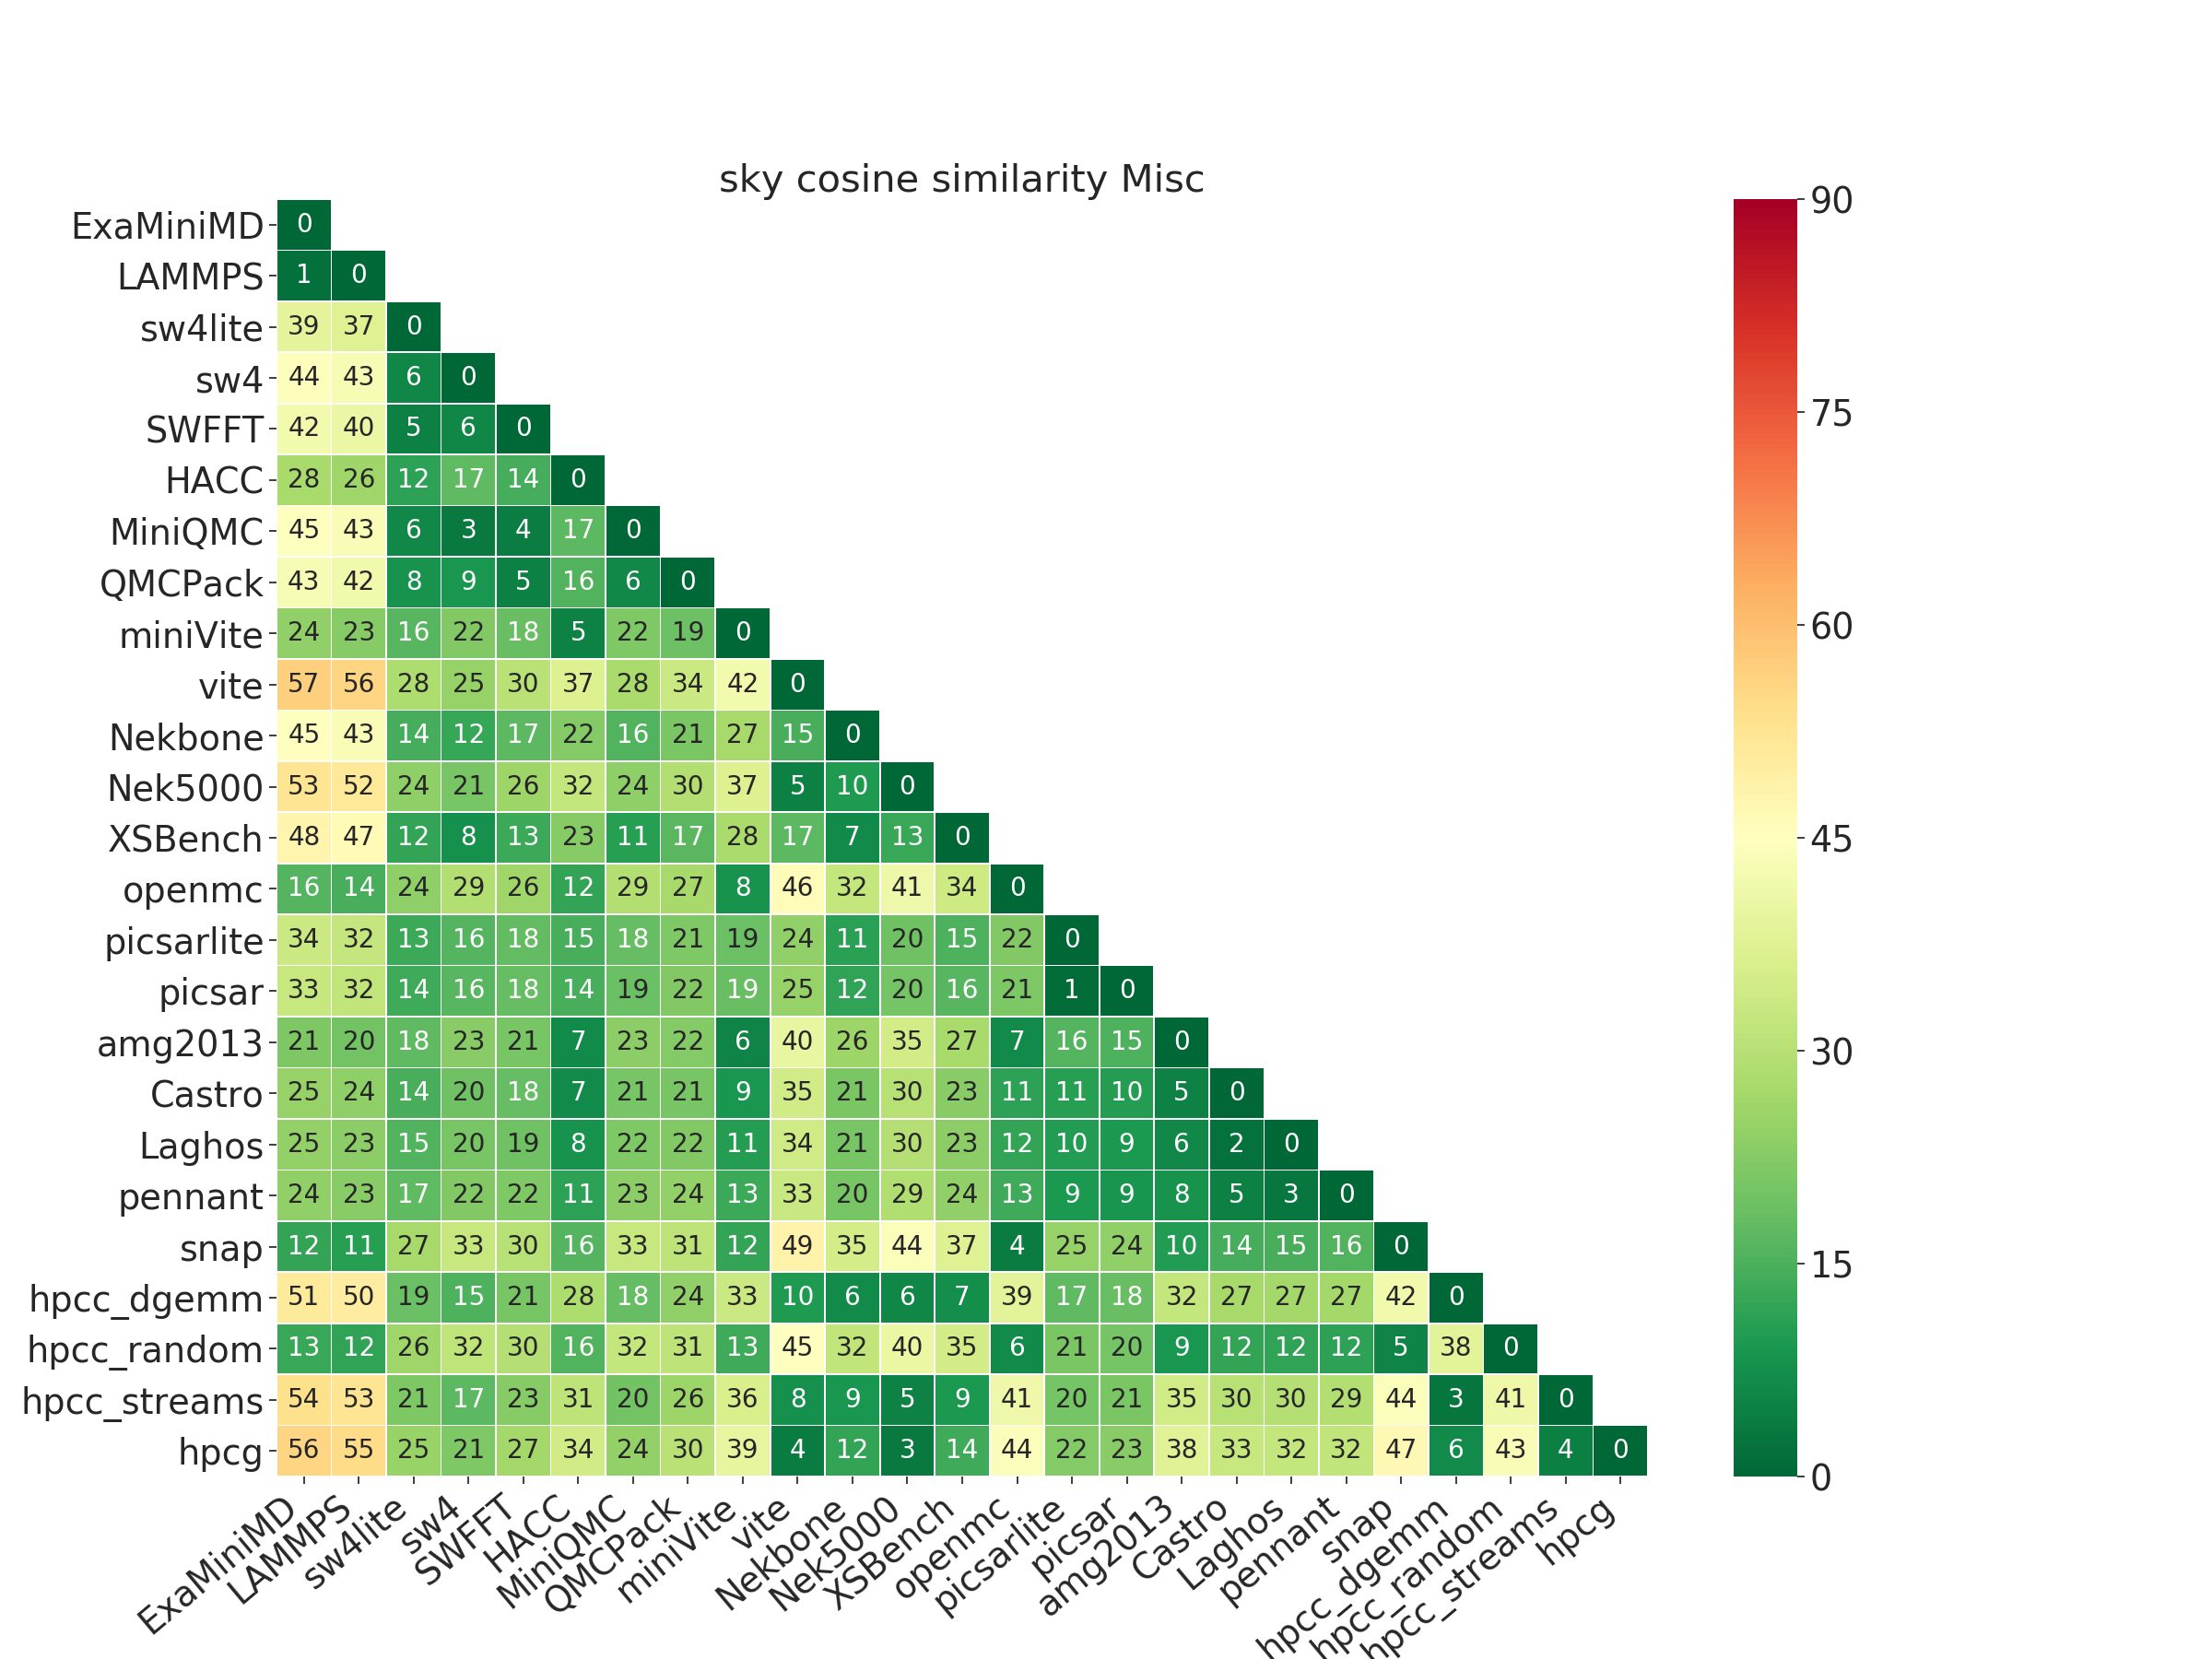 sky cosine similarity Misc
ExaMiniMD 0
LAMMPS 1 0
sw4lite 39 37 0
sw4 44 43 6 0
SWFFT 42 40 5 6 0
HACC 28 26 12 17 14 0
MiniQMC 45 43 6 3 4 17 0
QMCPack 43 42 8 9 5 16 6 0
miniVite 24 23 16 22 18 5 22 19 0
vite 57 56 28 25 30 37 28 34 42 0
Nekbone 45 43 14 12 17 22 16 21 27 15 0
Nek5000 53 52 24 21 26 32 24 30 37 5 10 0
XSBench 48 47 12 8 13 23 11 17 28 17 7 13 0
openmc 16 14 24 29 26 12 29 27 8 46 32 41 34 0
picsarlite 34 32 13 16 18 15 18 21 19 24 11 20 15 22 0
picsar 33 32 14 16 18 14 19 22 19 25 12 20 16 21 1 0
amg2013 21 20 18 23 21 7 23 22 6 40 26 35 27 7 16 15 0
Castro 25 24 14 20 18 7 21 21 9 35 21 30 23 11 11 10 5 0
Laghos 25 23 15 20 19 8 22 22 11 34 21 30 23 12 10 9 6 2 0
pennant 24 23 17 22 22 11 23 24 13 33 20 29 24 13 9 9 8 5 3 0
snap 12 11 27 33 30 16 33 31 12 49 35 44 37 4 25 24 10 14 15 16 0
hpcc_dgemm 51 50 19 15 21 28 18 24 33 10 6 6 7 39 17 18 32 27 27 27 42 0
hpcc_random 13 12 26 32 30 16 32 31 13 45 32 40 35 6 21 20 9 12 12 12 5 38 0
hpcc_streams 54 53 21 17 23 31 20 26 36 8 9 5 9 41 20 21 35 30 30 29 44 3 41 0
hpcg 56 55 25 21 27 34 24 30 39 4 12 3 14 44 22 23 38 33 32 32 47 6 43 4 0
ExaMiniMD
LAMMPS
sw4lite
sw4
SWFFT
HACC
MiniQMC
QMCPack
miniVite
vite
Nekbone
Nek5000
XSBench
openmc
picsarlite
picsar
amg2013
Castro
Laghos
pennant
snap
hpcc_dgemm
hpcc_random
hpcc_streams
hpcg
90
75
60
45
30
15
0